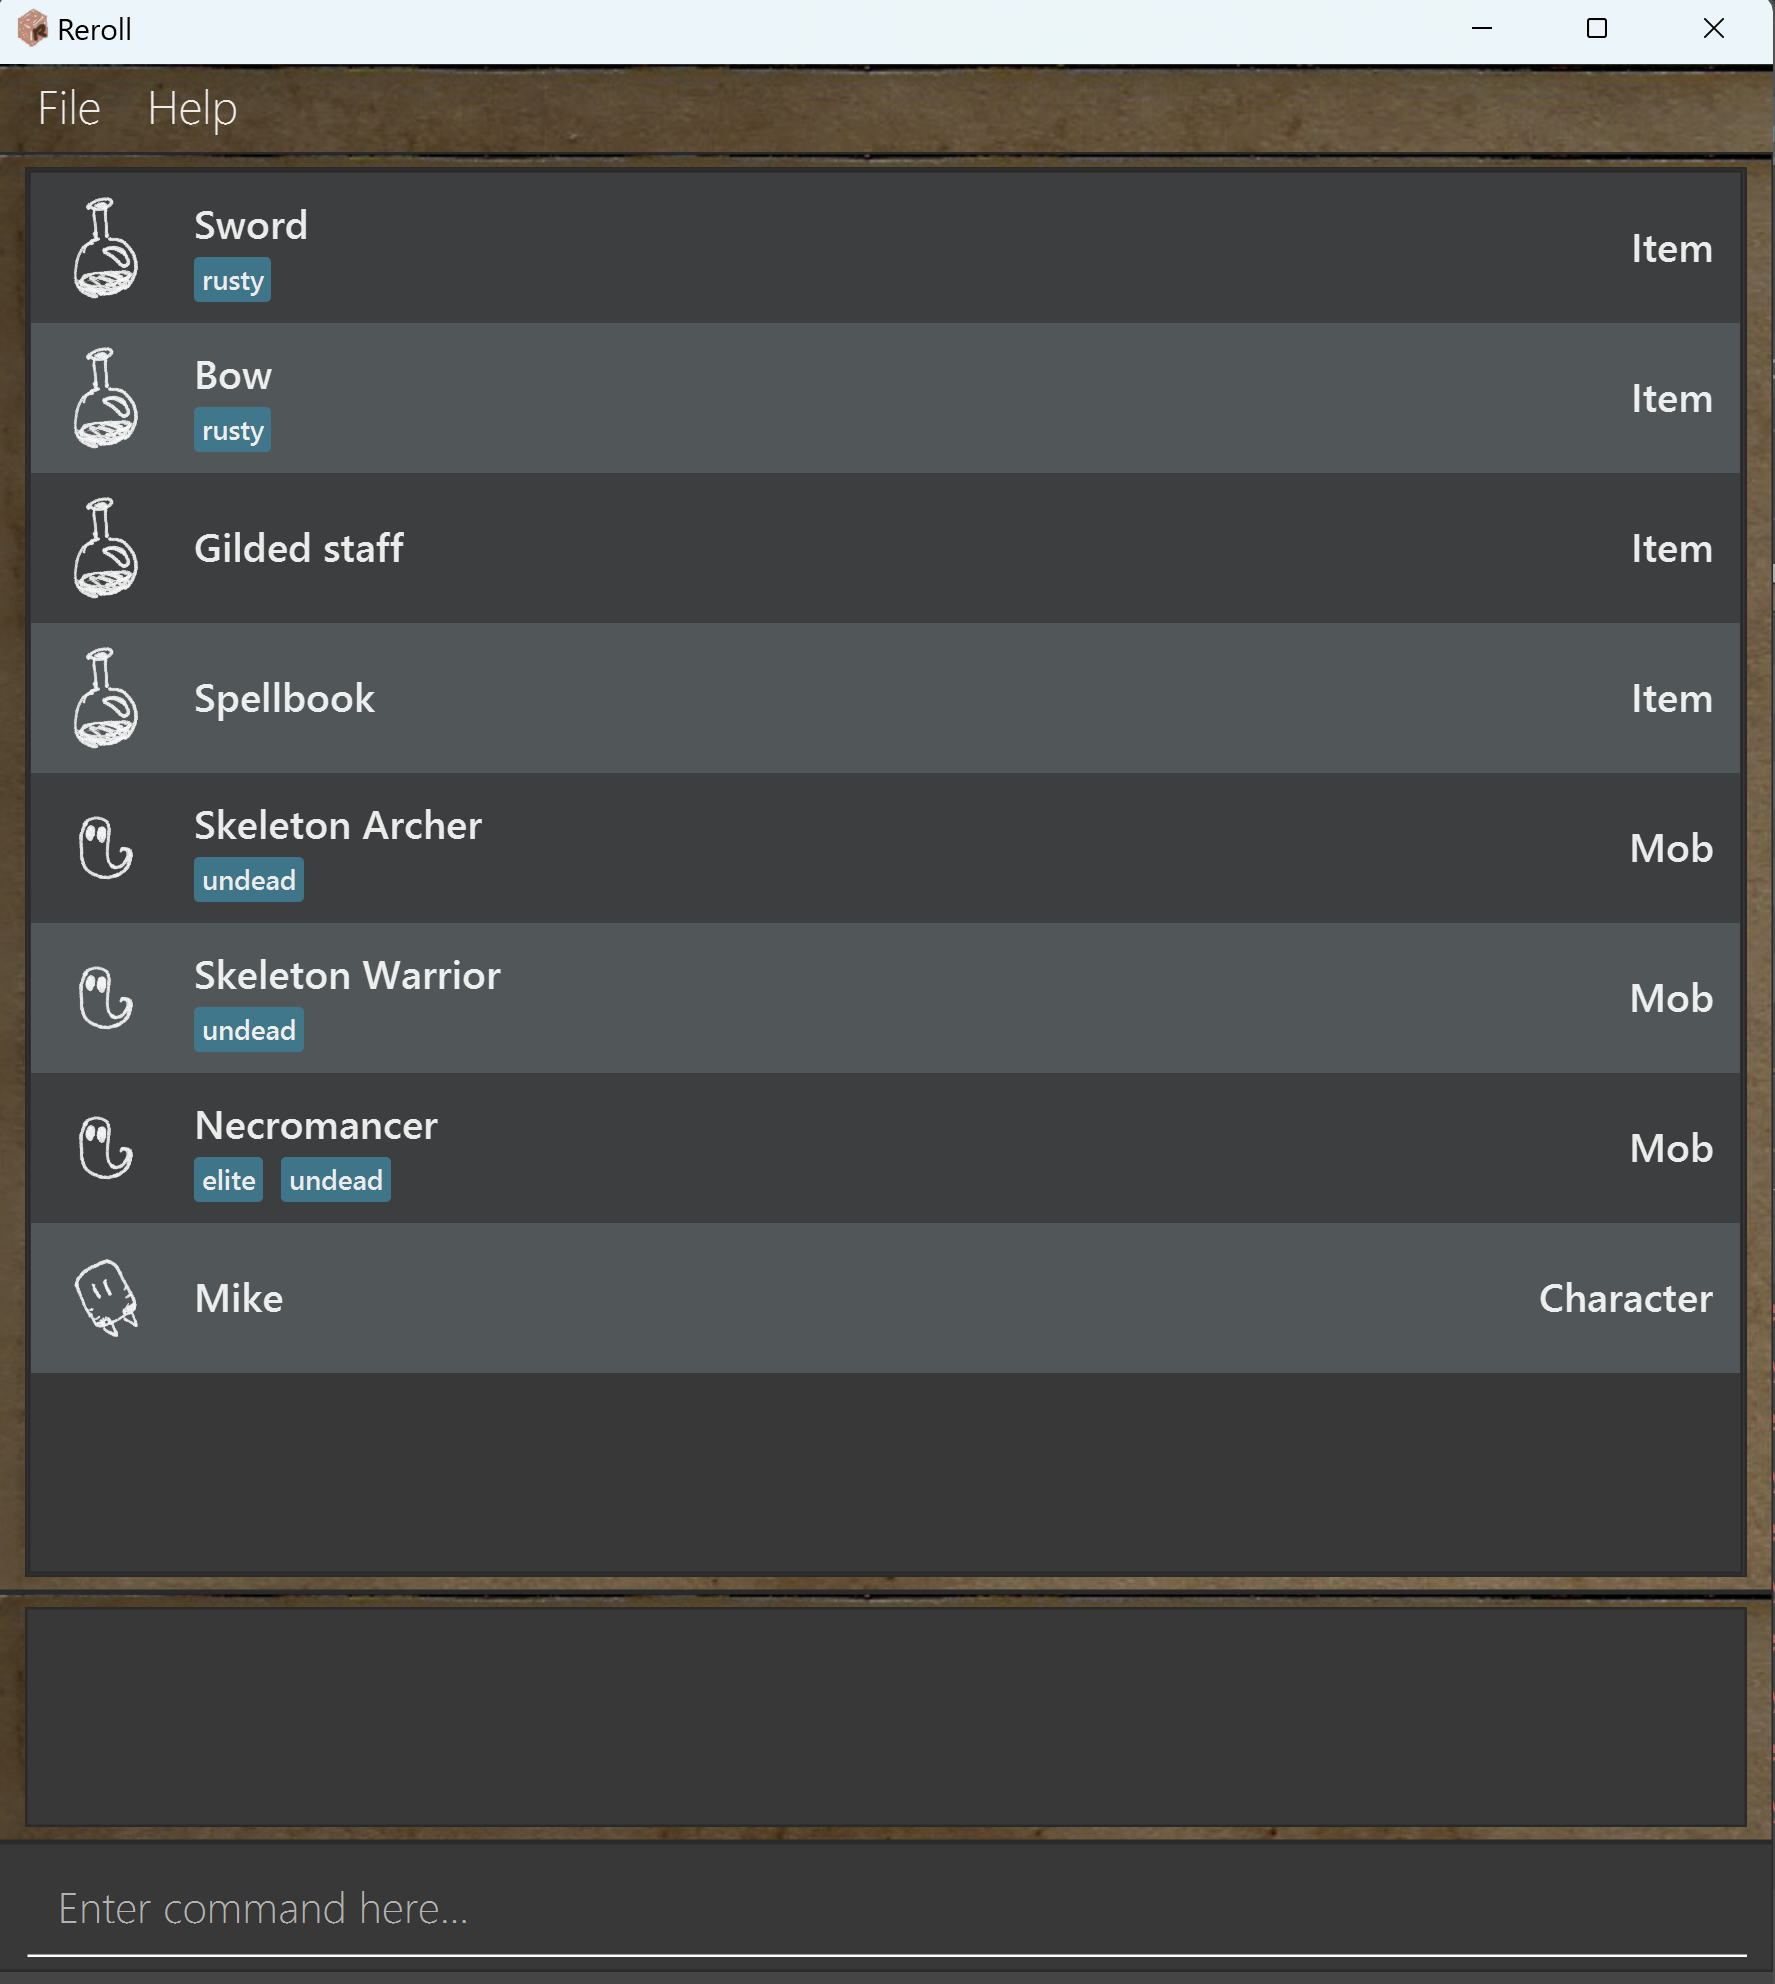 Reroll
File Help
Sword
rusty
Item
Bow
rusty
Item
Gilded staff
Item
Spellbook
Item
Skeleton Archer
undead
Mob
Skeleton Warrior
undead
Mob
Necromancer
elite undead
Mob
Mike
Character
Enter command here...